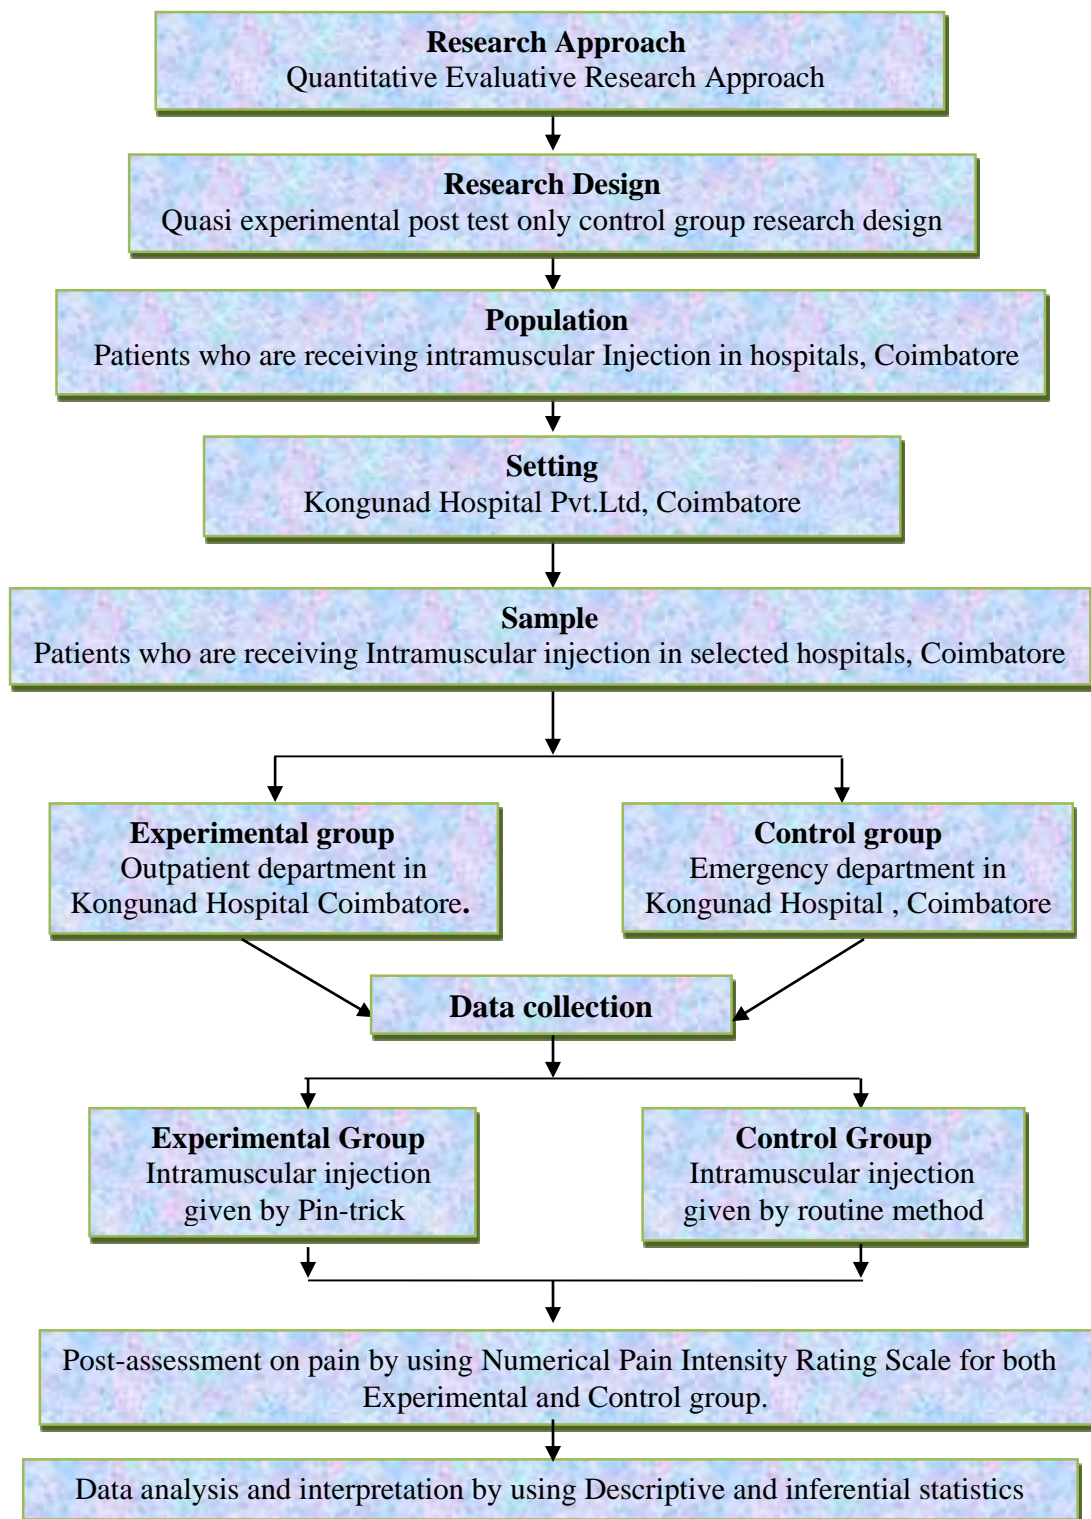 Research Approach
Quantitative Evaluative Research Approach
Research Design
Quasi experimental post test only control group research design
Population
Patients who are receiving intramuscular Injection in hospitals, Coimbatore
Setting
Kongunad Hospital Pvt.Ltd, Coimbatore
Sample
Patients who are receiving Intramuscular injection in selected hospitals, Coimbatore
Experimental group
Outpatient department in
Kongunad Hospital Coimbatore.
Control group
Emergency department in
Kongunad Hospital , Coimbatore
Data collection
Experimental Group
Intramuscular injection
given by Pin-trick
Control Group
Intramuscular injection
given by routine method
Post-assessment on pain by using Numerical Pain Intensity Rating Scale for both
Experimental and Control group.
Data analysis and interpretation by using Descriptive and inferential statistics